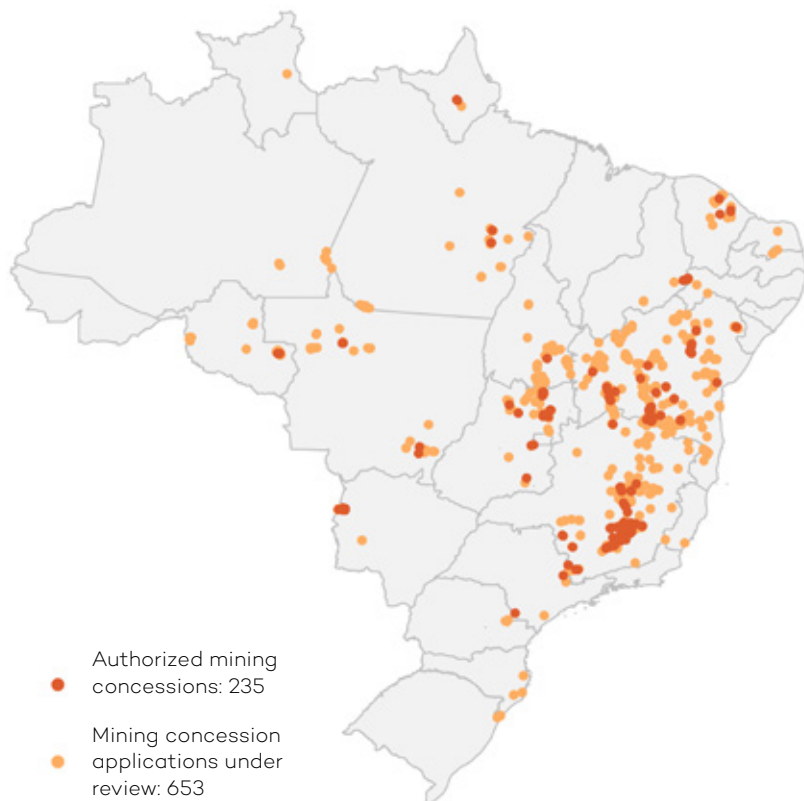 Authorized mining
concessions: 235
Mining concession
applications under
review: 653